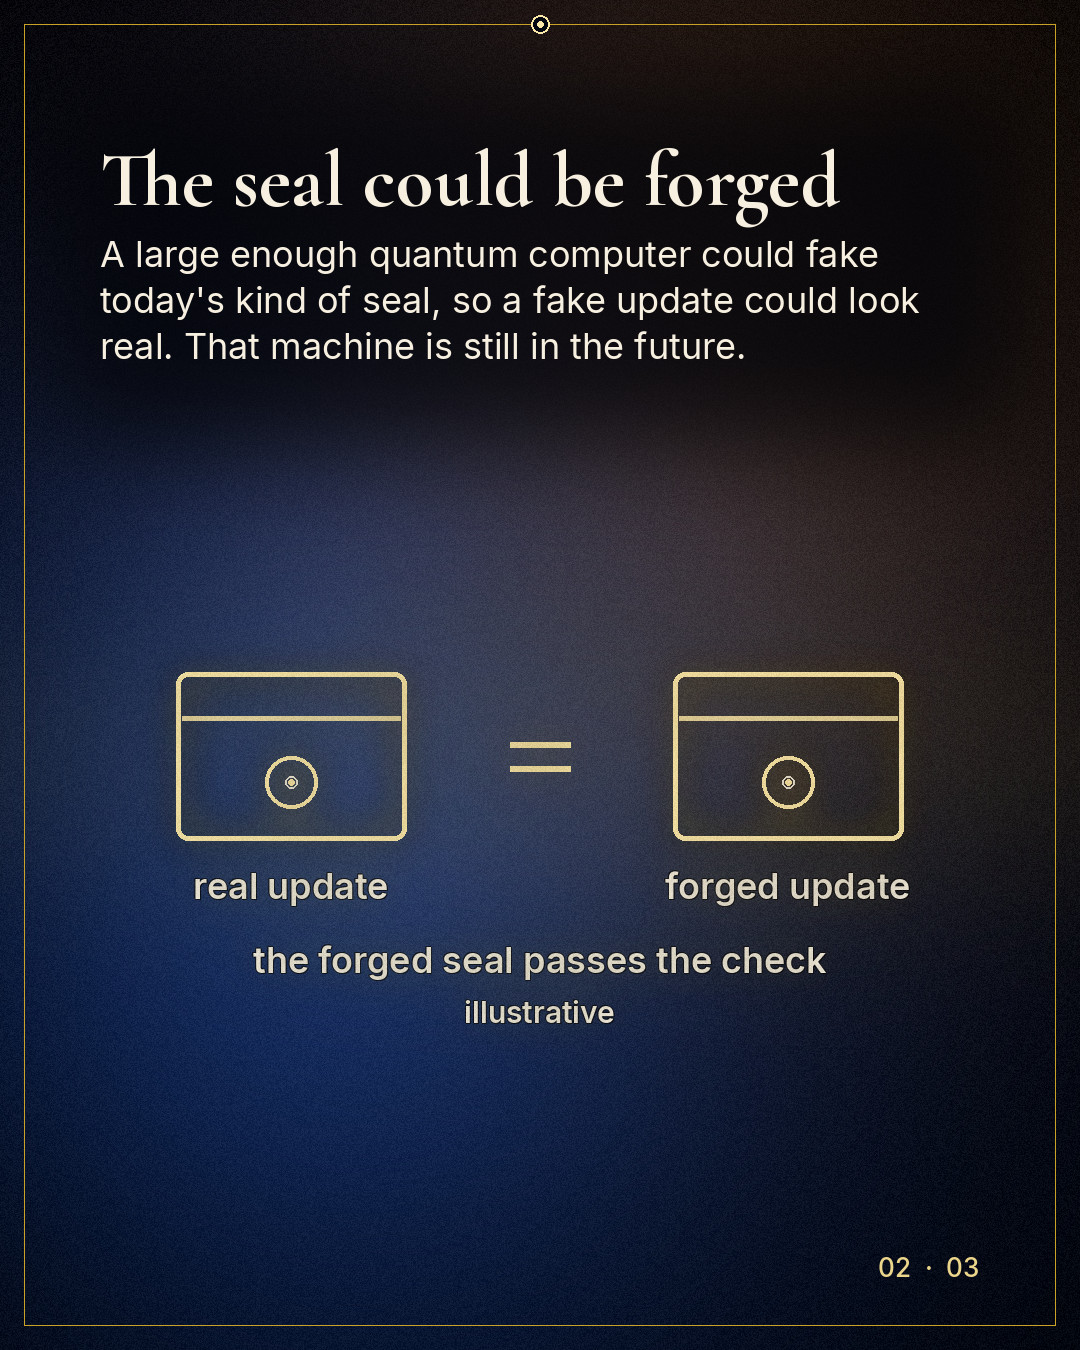 The seal could be forged
A large enough quantum computer could fake
today's kind of seal, so a fake update could look
real. That machine is still in the future.
=
real update
forged update
the forged seal passes the check
illustrative
02 · 03